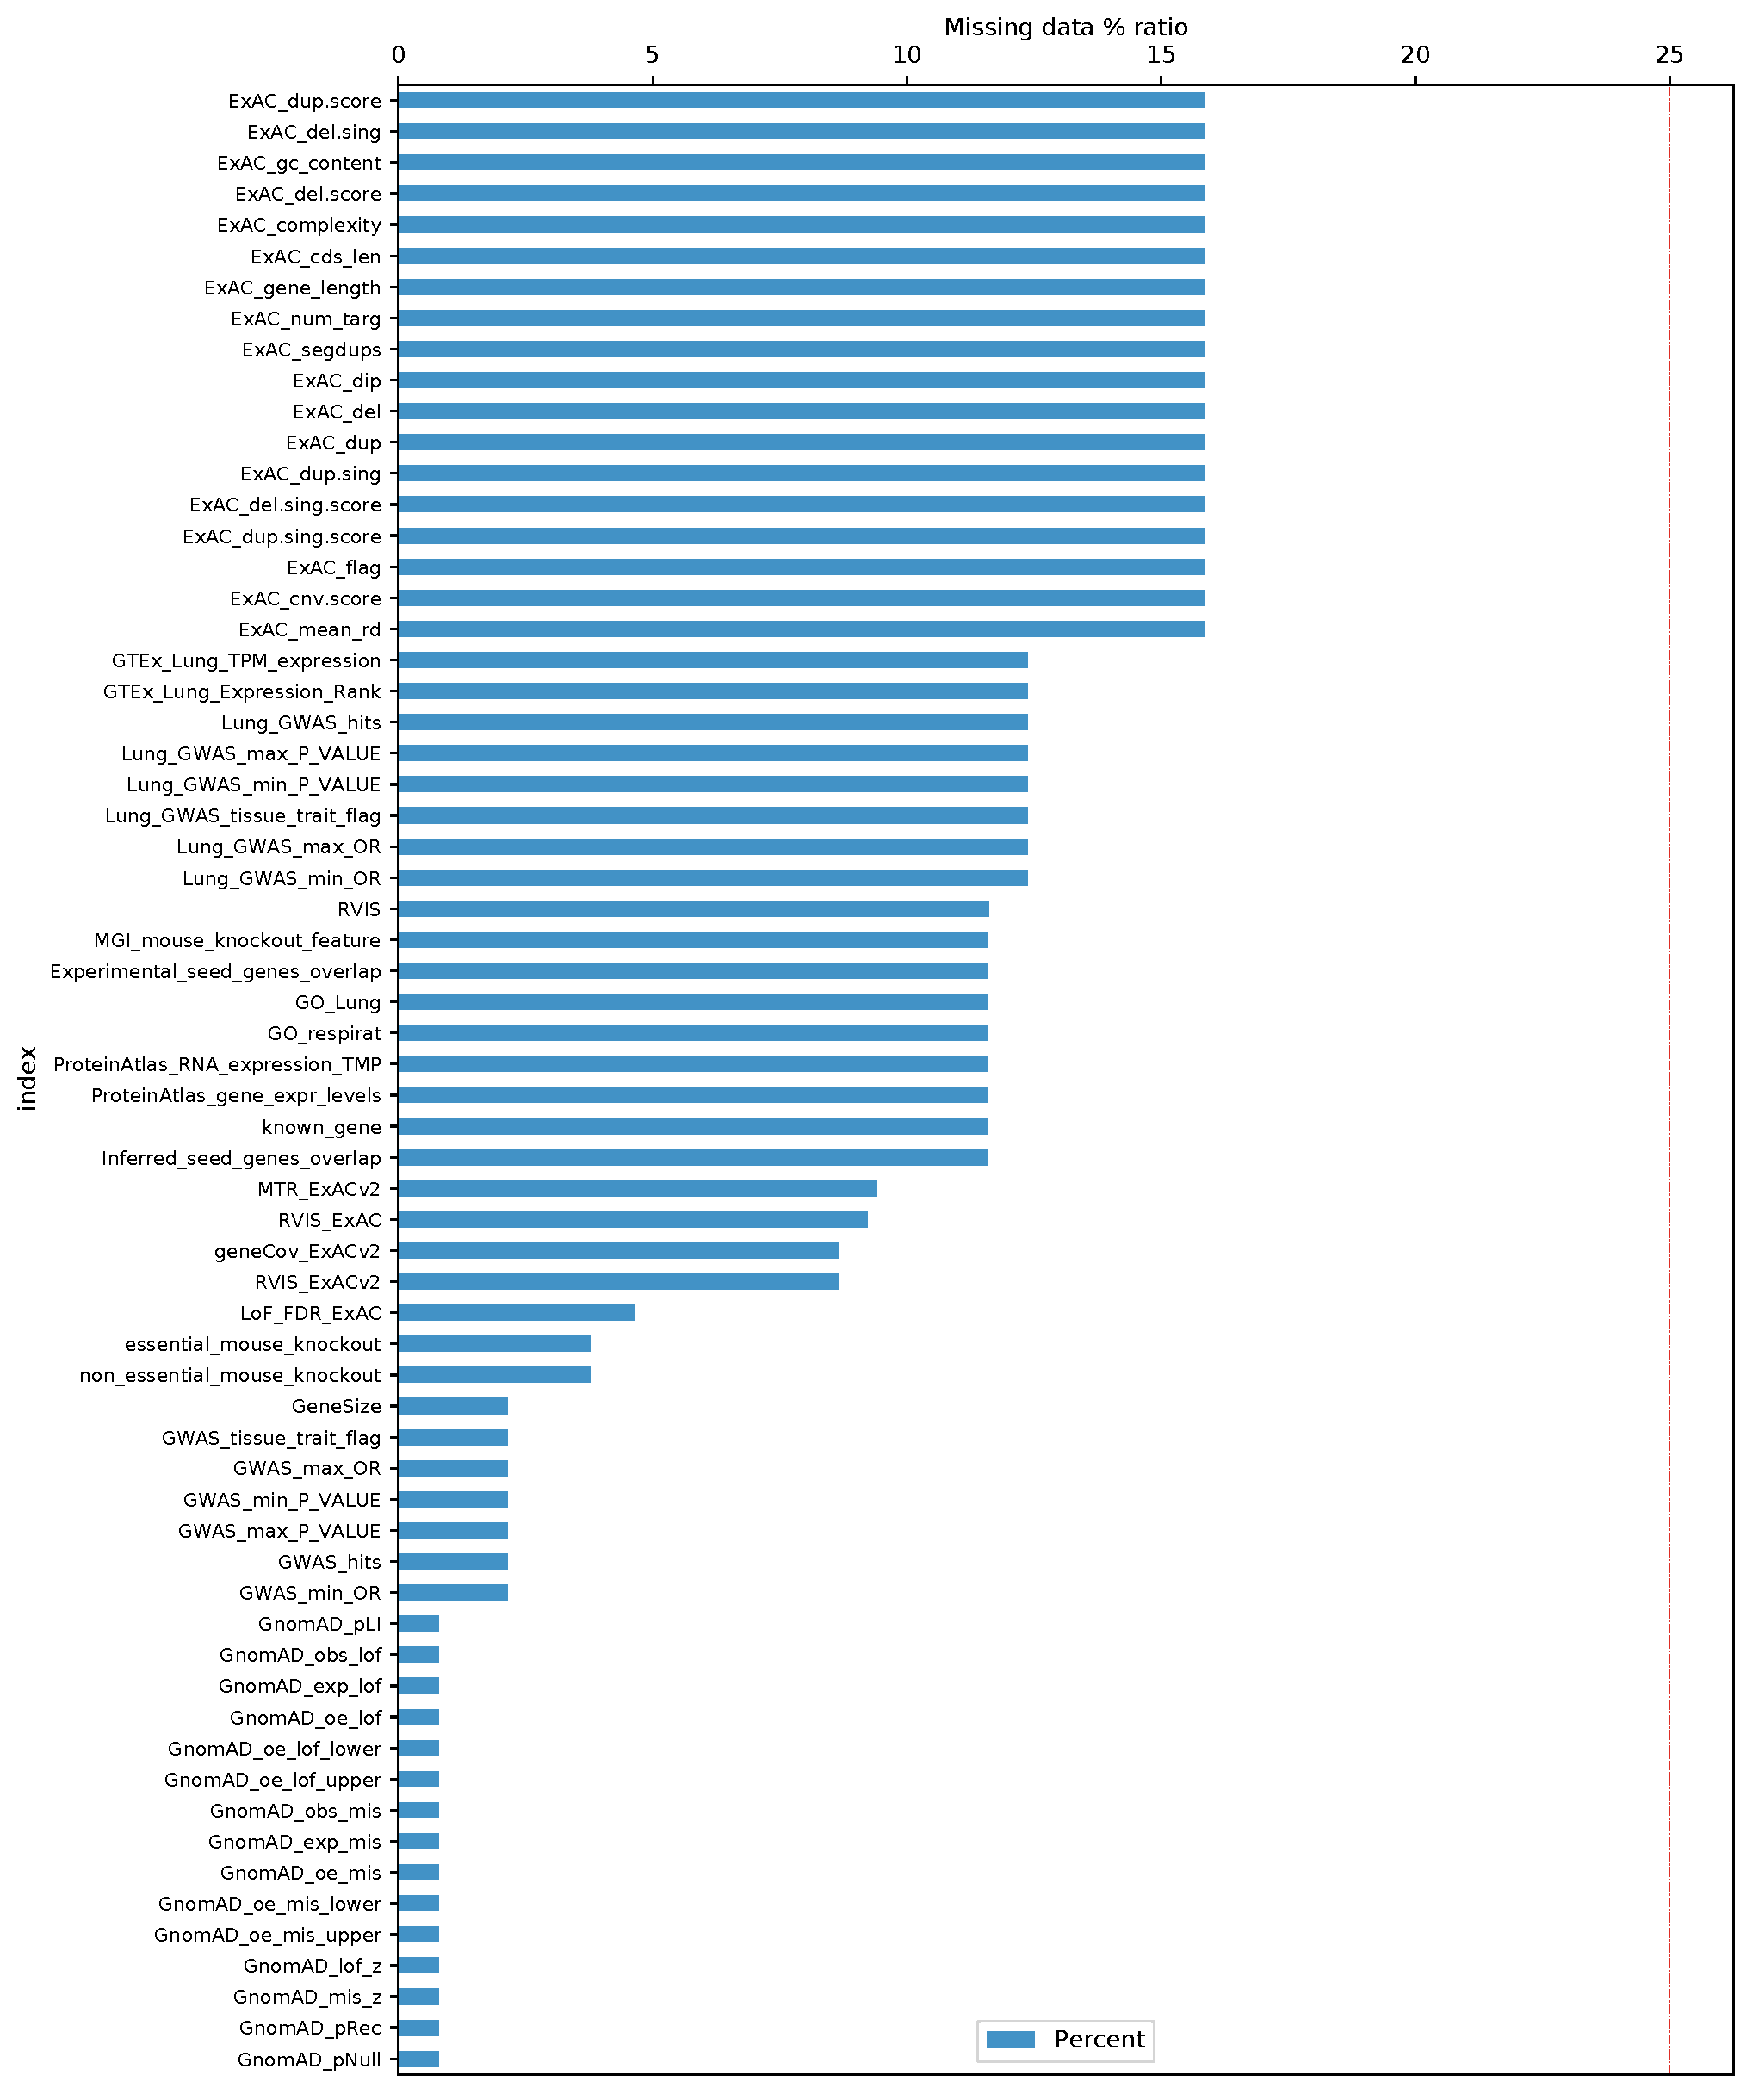 Missing data % ratio
0 5 10 15 20 25
ExAC_dup.score
ExAC_del.sing
ExAC_gc_content
ExAC_del.score
ExAC_complexity
ExAC_cds_len
ExAC_gene_length
ExAC_num_targ
ExAC_segdups
ExAC_dip
ExAC_del
ExAC_dup
ExAC_dup.sing
ExAC_del.sing.score
ExAC_dup.sing.score
ExAC_flag
ExAC_cnv.score
ExAC_mean_rd
GTEx_Lung_TPM_expression
GTEx_Lung_Expression_Rank
Lung_GWAS_hits
Lung_GWAS_max_P_VALUE
Lung_GWAS_min_P_VALUE
Lung_GWAS_tissue_trait_flag
Lung_GWAS_max_OR
Lung_GWAS_min_OR
RVIS
MGI_mouse_knockout_feature
Experimental_seed_genes_overlap
GO_Lung
GO_respirat
ProteinAtlas_RNA_expression_TMP
ProteinAtlas_gene_expr_levels
known_gene
Inferred_seed_genes_overlap
MTR_ExACv2
RVIS_ExAC
geneCov_ExACv2
RVIS_ExACv2
LoF_FDR_ExAC
essential_mouse_knockout
non_essential_mouse_knockout
GeneSize
GWAS_tissue_trait_flag
GWAS_max_OR
GWAS_min_P_VALUE
GWAS_max_P_VALUE
GWAS_hits
GWAS_min_OR
GnomAD_pLI
GnomAD_obs_lof
GnomAD_exp_lof
GnomAD_oe_lof
GnomAD_oe_lof_lower
GnomAD_oe_lof_upper
GnomAD_obs_mis
GnomAD_exp_mis
GnomAD_oe_mis
GnomAD_oe_mis_lower
GnomAD_oe_mis_upper
GnomAD_lof_z
GnomAD_mis_z
GnomAD_pRec
GnomAD_pNull
index
Percent